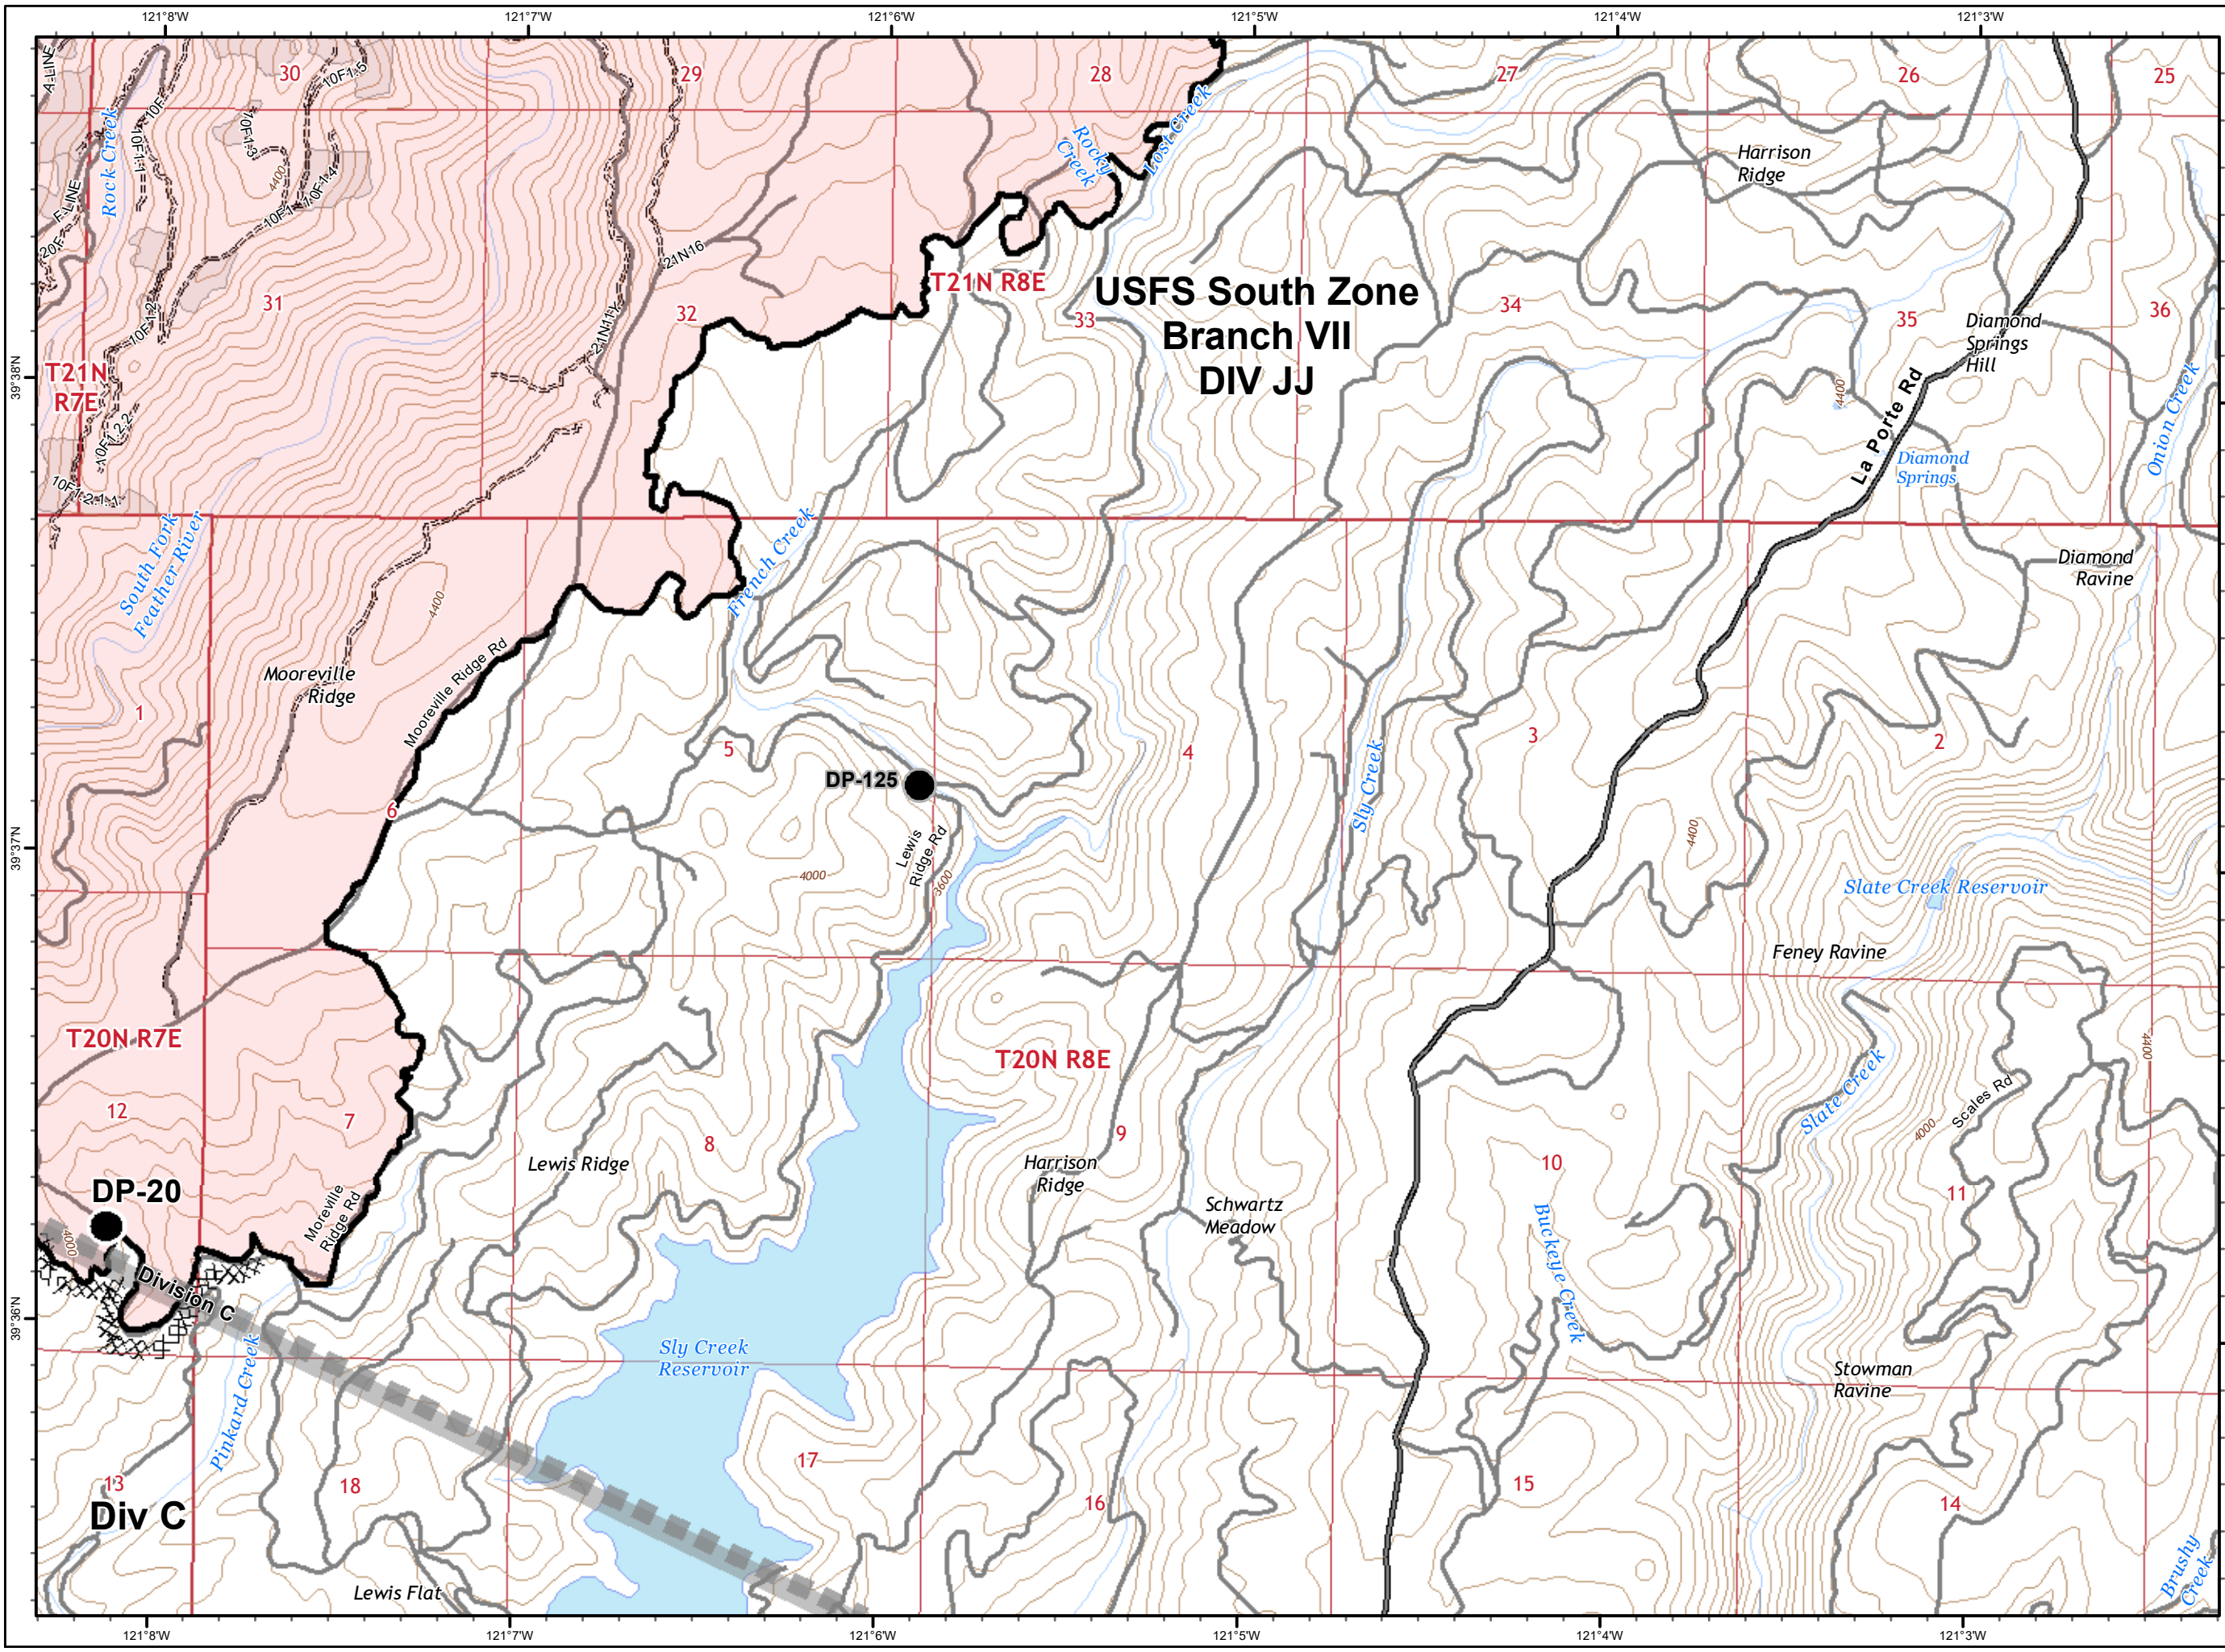 121°8'W
121°7'W
121°6'W
121°5'W
121°4'W
121°3'W
A-LINE
30
10F1.5
29
28
27
26
25
Rock Creek
10F
10F1.1
10F1.3
4400
10F1.4
10F1
F-LINE
20F
Rocky
Creek
Lost Creek
Harrison
Ridge
21N16
T21N R8E
USFS South Zone
Branch VII
DIV JJ
31
32
33
34
35
36
10F1.2
21N11Y
Diamond
Springs
Hill
39°38'N
T21N
R7E
10F1.2.2
10F1.2.1.1
4400
La Porte Rd
Diamond
Springs
Onion Creek
South Fork
Feather River
French Creek
4400
Diamond
Ravine
Mooreville
Ridge
Mooreville Ridge Rd
1
5
4
3
2
DP-125
Sly Creek
6
39°37'N
Lewis
Ridge Rd
4000
3600
4400
Slate Creek Reservoir
Feney Ravine
T20N R7E
T20N R8E
4400
Slate Creek
Scales Rd
4000
12
7
8
9
10
11
Lewis Ridge
Harrison
Ridge
Schwartz
Meadow
DP-20
Moreville
Ridge Rd
4000
Division C
Buckeye Creek
39°36'N
Sly Creek
Reservoir
Pinkard Creek
Stowman
Ravine
13
18
17
16
15
14
Div C
Lewis Flat
Brushy
Creek
121°8'W
121°7'W
121°6'W
121°5'W
121°4'W
121°3'W